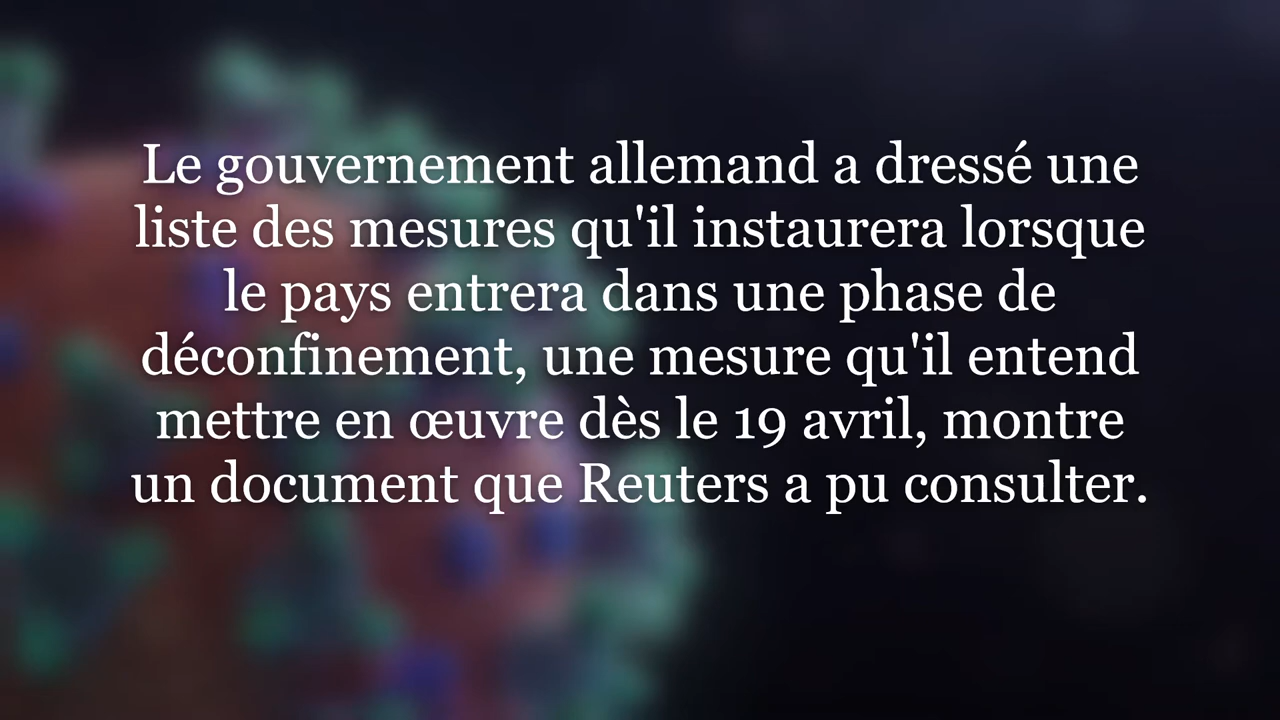 Le gouvernement allemand a dressé une
liste des mesures qu'il instaurera lorsque
le pays entrera dans une phase de
déconfinement, une mesure qu'il entend
mettre en œuvre dès le 19 avril, montre
un document que Reuters a pu consulter.